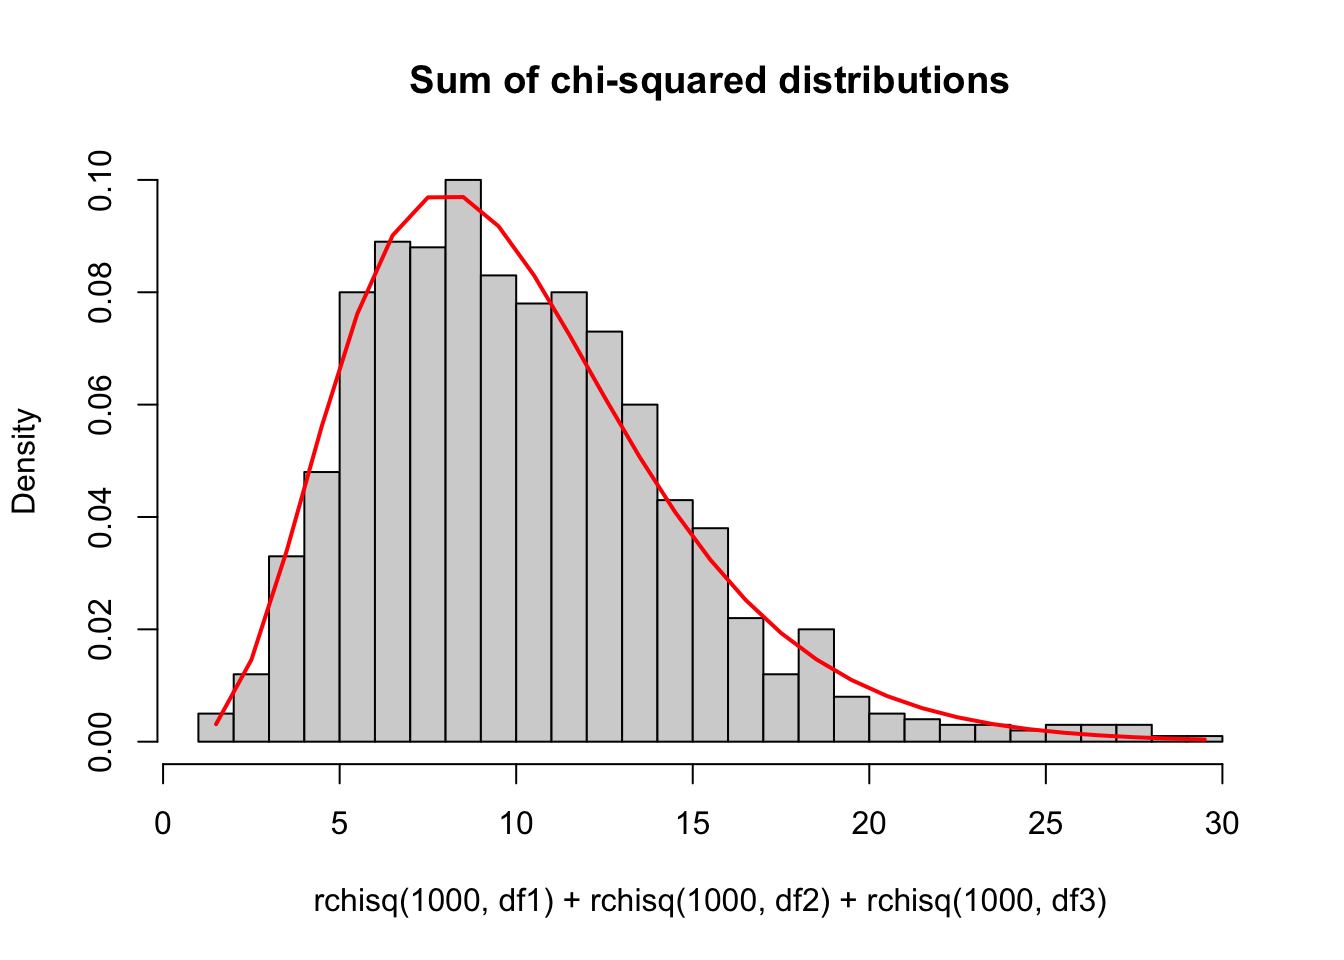 Sum of chi-squared distributions
Density
0.10
0.08
0.06
0.04
0.02
0.00
0 5 10 15 20 25 30
rchisq(1000, df1) + rchisq(1000, df2) + rchisq(1000, df3)